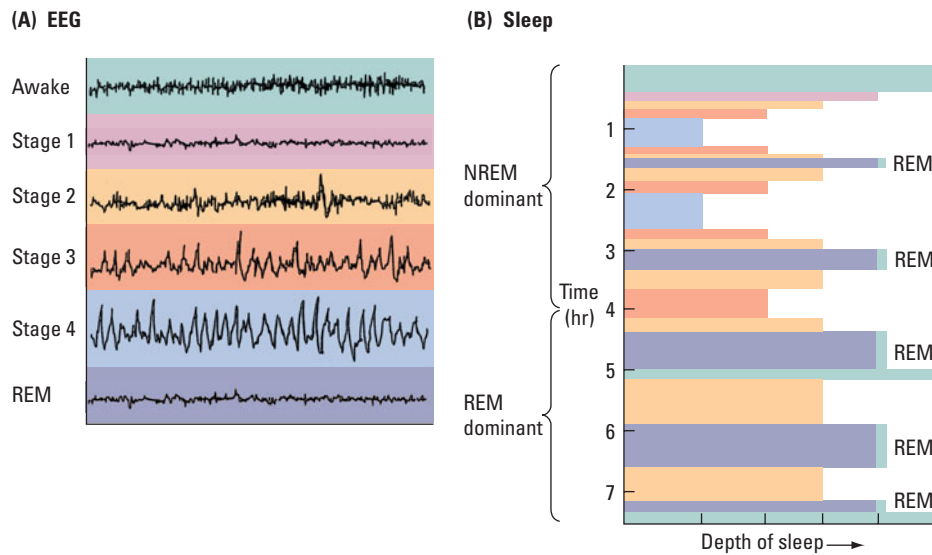 (A) EEG
Awake
Stage 1
Stage 2
Stage 3
Stage 4
REM
(B) Sleep
NREM
dominant
Time
(hr)
REM
dominant
1
2
3
4
5
6
7
REM
REM
REM
REM
REM
Depth of sleep